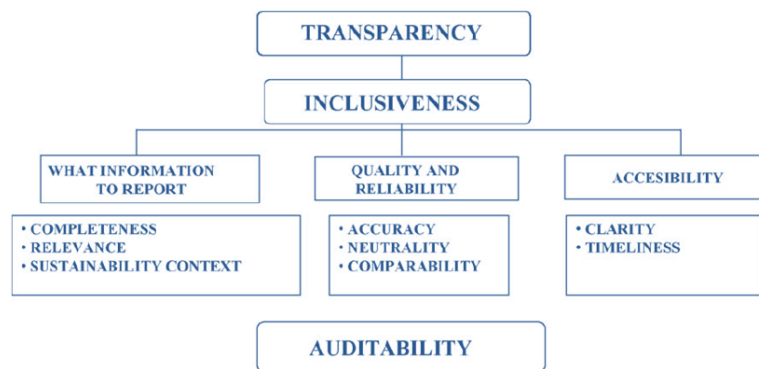 TRANSPARENCY
INCLUSIVENESS
WHAT INFORMATION
TO REPORT
QUALITY AND
RELIABILITY
ACCESIBILITY
• COMPLETENESS
• RELEVANCE
• SUSTAINABILITY CONTEXT
• ACCURACY
• NEUTRALITY
• COMPARABILITY
• CLARITY
• TIMELINESS
AUDITABILITY